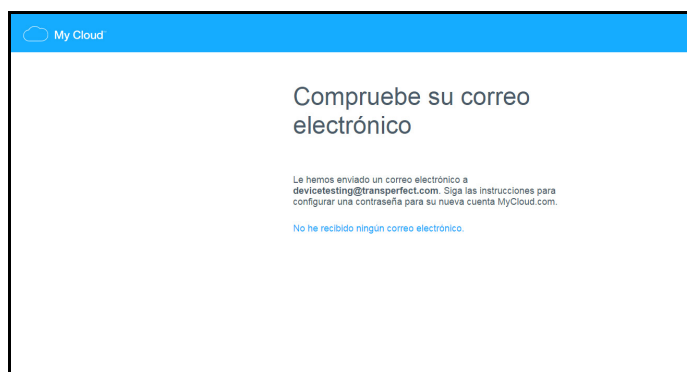 My Cloud
Compruebe su correo
electrónico
Le hemos enviado un correo electrónico a
devicetesting@transperfect.com. Siga las instrucciones para
configurar una contraseña para su nueva cuenta MyCloud.com.
No he recibido ningún correo electrónico.